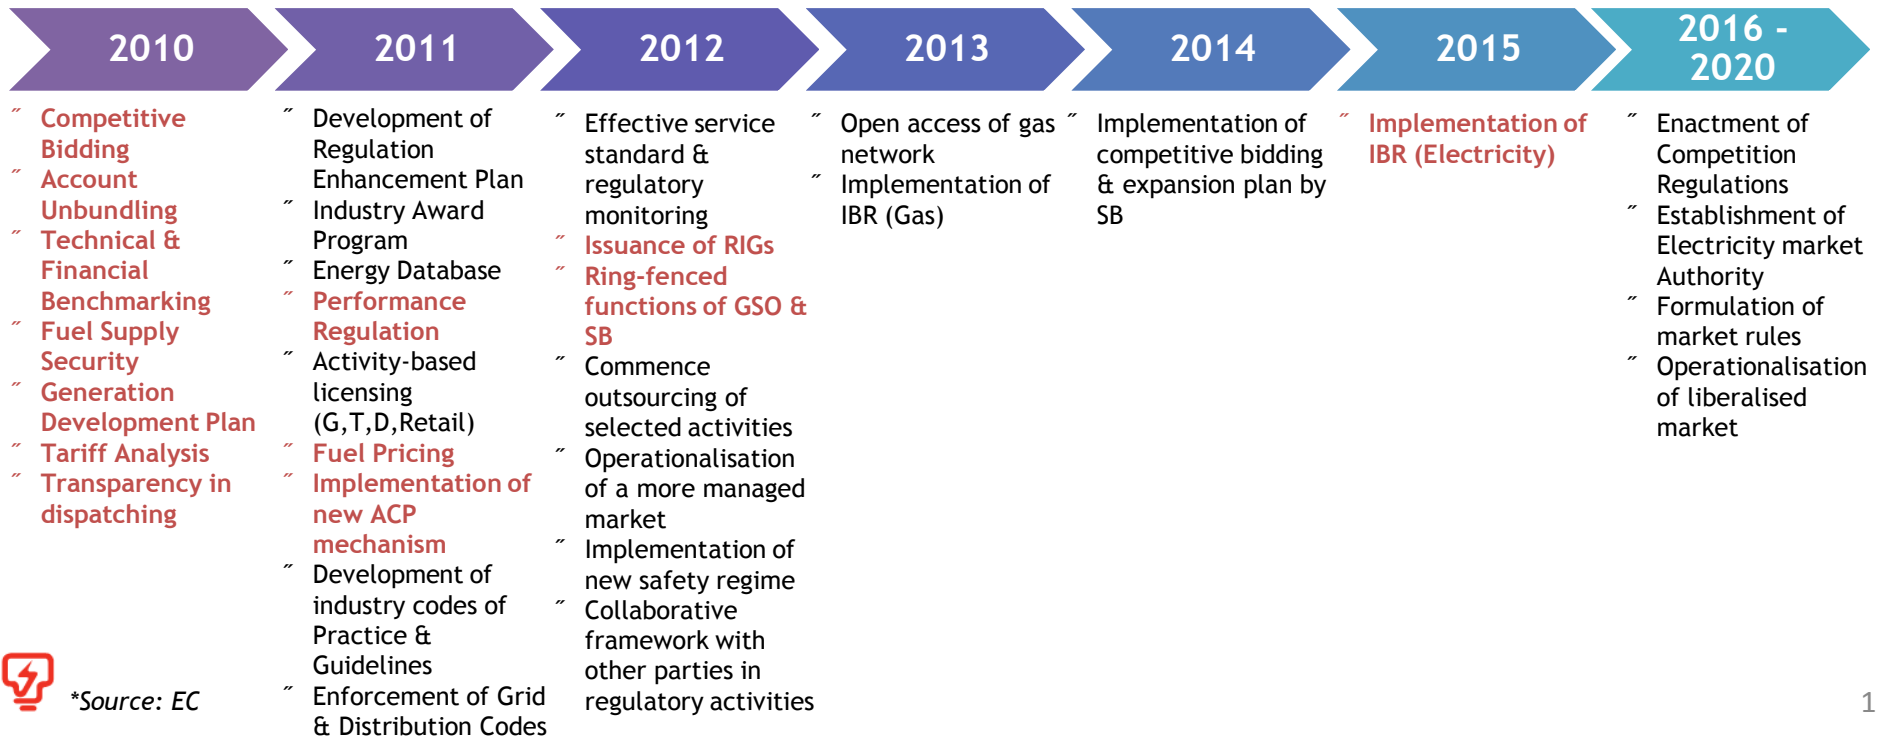 2010
2011
2012
2013
2014
2015
2016 -
2020
˝ Competitive
Bidding
˝ Account
Unbundling
˝ Technical &
Financial
Benchmarking
˝ Fuel Supply
Security
˝ Generation
Development Plan
˝ Tariff Analysis
˝ Transparency in
dispatching
˝ Development of
Regulation
Enhancement Plan
˝ Industry Award
Program
˝ Energy Database
˝ Performance
Regulation
˝ Activity-based
licensing
(G,T,D,Retail)
˝ Fuel Pricing
˝ Implementation of
new ACP
mechanism
˝ Development of
industry codes of
Practice &
Guidelines
˝ Enforcement of Grid
& Distribution Codes
˝ Effective service
standard &
regulatory
monitoring
˝ Issuance of RIGs
˝ Ring-fenced
functions of GSO &
SB
˝ Commence
outsourcing of
selected activities
˝ Operationalisation
of a more managed
market
˝ Implementation of
new safety regime
˝ Collaborative
framework with
other parties in
regulatory activities
˝ Open access of gas
network
˝ Implementation of
IBR (Gas)
˝ Implementation of
competitive bidding
& expansion plan by
SB
˝ Implementation of
IBR (Electricity)
˝ Enactment of
Competition
Regulations
˝ Establishment of
Electricity market
Authority
˝ Formulation of
market rules
˝ Operationalisation
of liberalised
market
*Source: EC
1